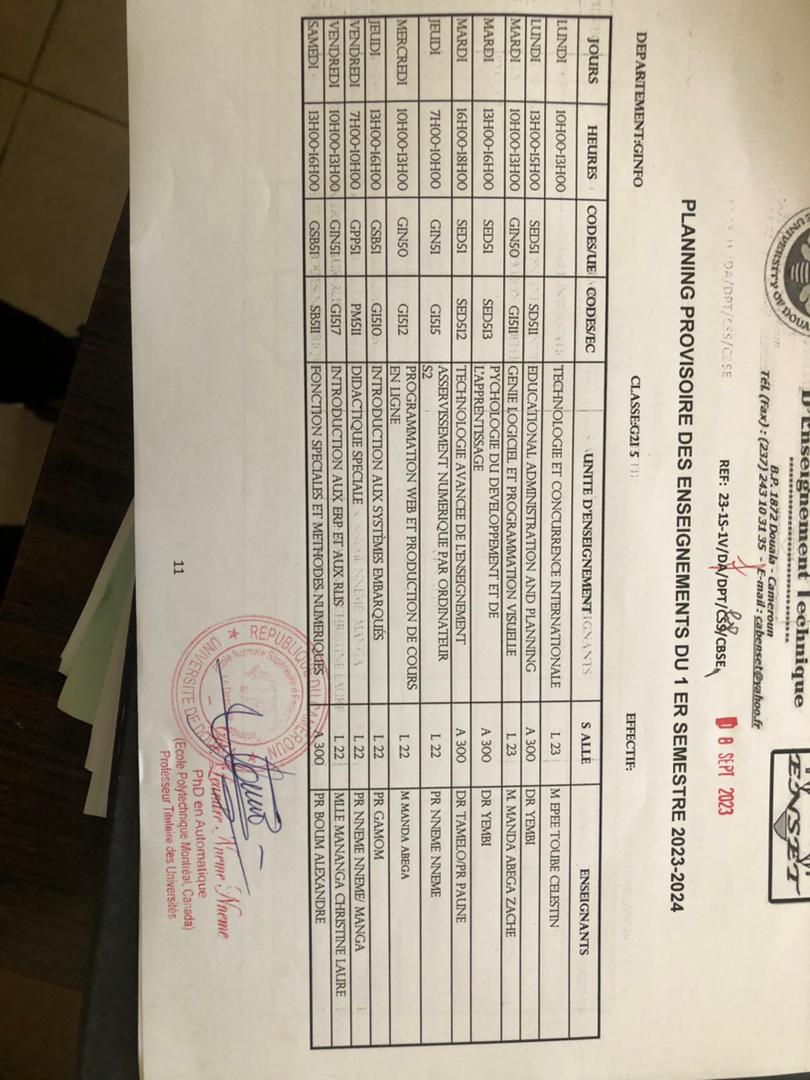 D'Enseignement Technique
B.P. 1872 Douala - Cameroun
Tél. (Fax) : (237) 243 10 31 35 - E-mail : cabenset@yahoo.fr
ENSET
UNIVERSITY OF DOUA
REF: 23-1S-1V/DA/DPT/CSS/CBSE
0 8 SEPT 2023
PLANNING PROVISOIRE DES ENSEIGNEMENTS DU 1 ER SEMESTRE 2023-2024
DEPARTEMENT:GINFO CLASSE:G2I 5 EFFECTIF:
JOURS HEURES CODES/UE CODES/EC UNITE D'ENSEIGNEMENT SALLE ENSEIGNANTS
LUNDI 10H00-13H00 TECHNOLOGIE ET CONCURRENCE INTERNATIONALE L 23 M EPEE TOUBE CELESTIN
LUNDI 13H00-15H00 SED51 SD511 EDUCATIONAL ADMINISTRATION AND PLANNING A 300 DR YEMBI
MARDI 10H00-13H00 GIN50 GI511 GENIE LOGICIEL ET PROGRAMMATION VISUELLE L 23 M. MANDA ABEGA ZACHE
MARDI 13H00-16H00 SED51 SED513 PYCHOLOGIE DU DEVELOPPEMENT ET DE
L'APPRENTISSAGE A 300 DR YEMBI
MARDI 16H00-18H00 SED51 SED512 TECHNOLOGIE AVANCEE DE L'ENSEIGNEMENT A 300 DR TAMELO/PR PAUNE
JEUDI 7H00-10H00 GIN51 GI515 ASSERVISSEMENT NUMERIQUE PAR ORDINATEUR
S2 L 22 PR NNEME NNEME
MERCREDI 10H00-13H00 GIN50 GI512 PROGRAMMATION WEB ET PRODUCTION DE COURS
EN LIGNE L 22 M MANDA ABEGA
JEUDI 13H00-16H00 GSB51 GI510 INTRODUCTION AUX SYSTÈMES EMBARQUÉS L 22 PR GAMOM
VENDREDI 7H00-10H00 GPP51 PM511 DIDACTIQUE SPECIALE L 22 PR NNEME NNEME/ MANGA
VENDREDI 10H00-13H00 GIN51 GI517 INTRODUCTION AUX ERP ET AUX RLIS L 22 MLLE MANANGA CHRISTINE LAURE
SAMEDI 13H00-16H00 GSB51 SB511 FONCTION SPECIALES ET METHODES NUMERIQUES A 300 PR BOUM ALEXANDRE
REPUBLIQUE DU CAMEROUN
UNIVERSITE DE DO
Léandre Nneme Nneme
PhD en Automatique
(Ecole Polytechnique Montréal, Canada)
Professeur Titulaire des Universités
11